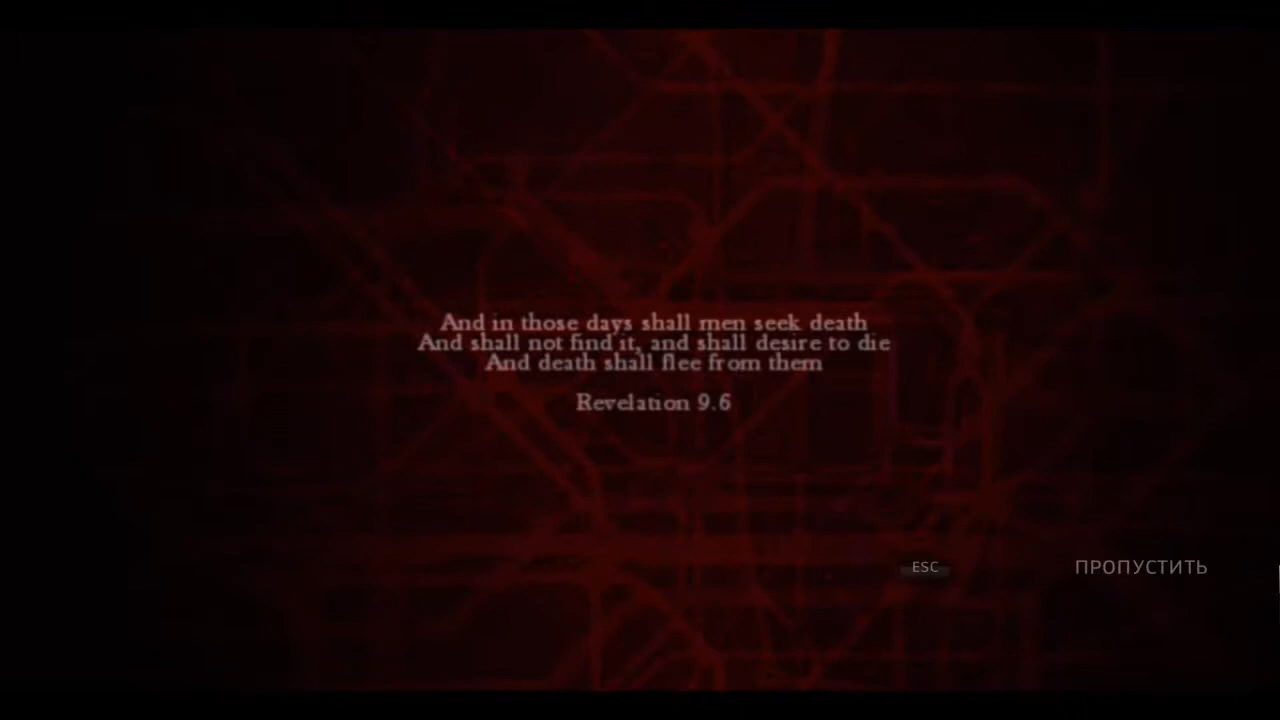 And in those days shall men seek death
And shall not find it, and shall desire to die
And death shall flee from them
Revelation 9.6
ESC ПРОПУСТИТЬ